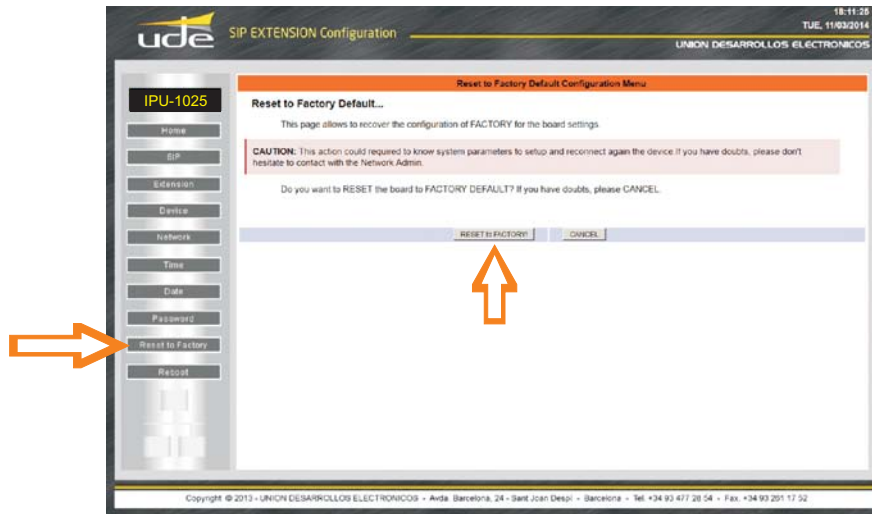 ude
SIP EXTENSION Configuration
18:11:25
TUE, 11/03/2014
UNION DESARROLLOS ELECTRONICOS
Reset to Factory Default Configuration Menu
IPU-1025
Home
SIP
Extension
Device
Network
Time
Date
Password
Reset to Factory
Reboot
Reset to Factory Default...
This page allows to recover the configuration of FACTORY for the board settings.
CAUTION: This action could required to know system parameters to setup and reconnect again the device.If you have doubts, please don't
hesitate to contact with the Network Admin.
Do you want to RESET the board to FACTORY DEFAULT? If you have doubts, please CANCEL.
RESET to FACTORY!
CANCEL
Copyright © 2013 - UNION DESARROLLOS ELECTRONICOS - Avda. Barcelona, 24 - Sant Joan Despi - Barcelona - Tel. +34 93 477 28 54 - Fax. +34 93 251 17 52